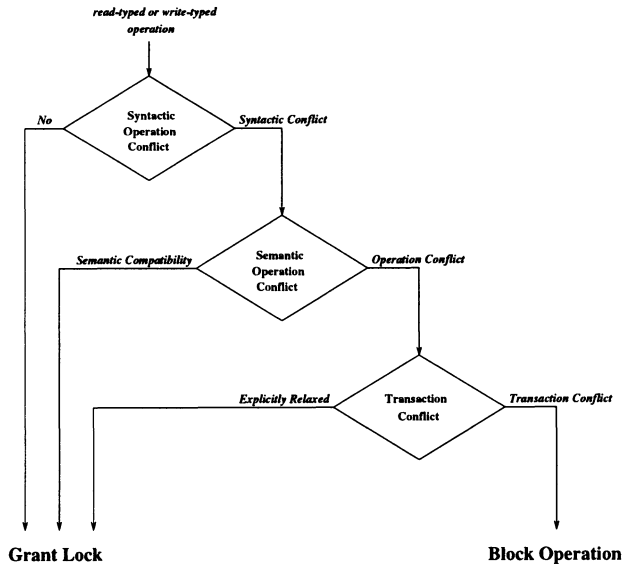 read-typed or write-typed
operation
No
Syntactic
Operation
Conflict
Syntactic Conflict
Semantic Compatibility
Semantic
Operation
Conflict
Operation Conflict
Explicitly Relaxed
Transaction
Conflict
Transaction Conflict
Grant Lock
Block Operation